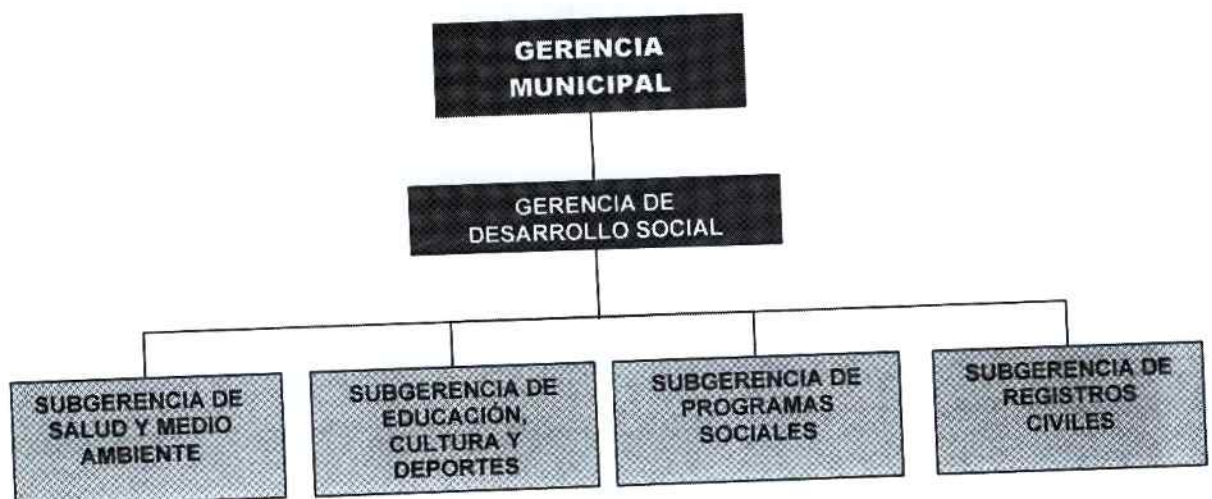 GERENCIA
MUNICIPAL
GERENCIA DE
DESARROLLO SOCIAL
SUBGERENCIA DE
SALUD Y MEDIO
AMBIENTE
SUBGERENCIA DE
EDUCACIÓN,
CULTURA Y
DEPORTES
SUBGERENCIA DE
PROGRAMAS
SOCIALES
SUBGERENCIA DE
REGISTROS
CIVILES